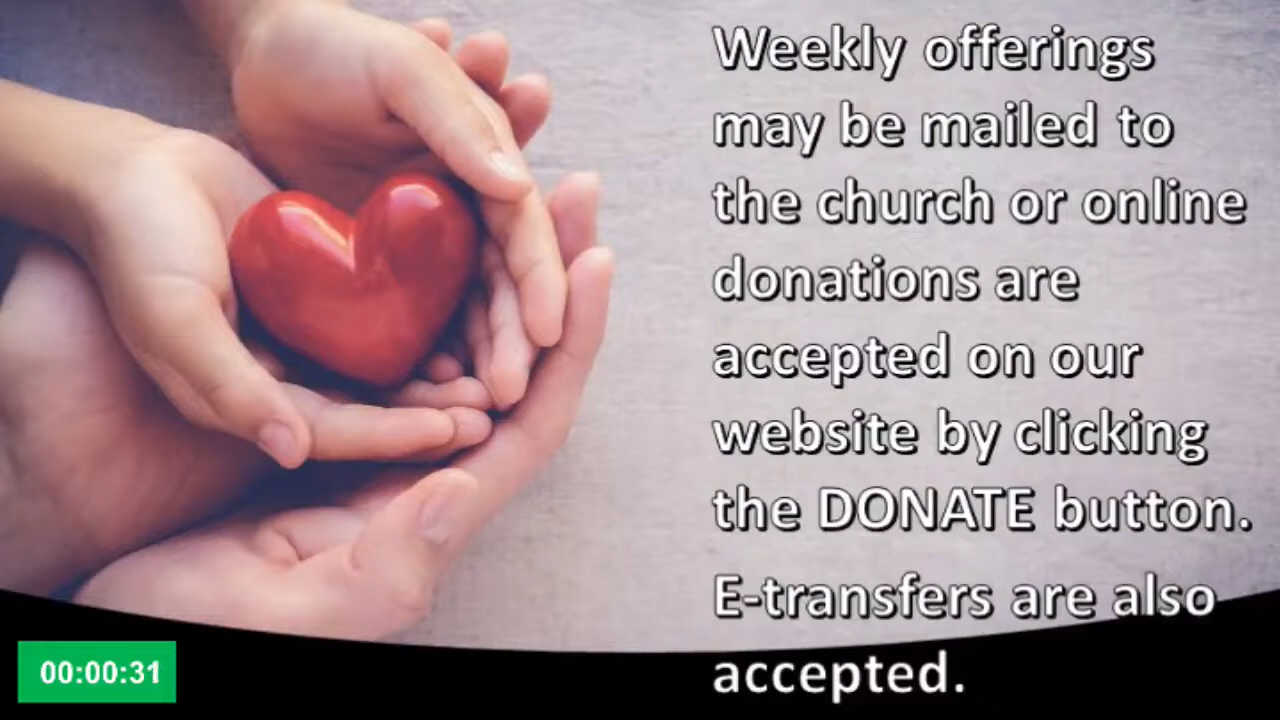 Weekly offerings
may be mailed to
the church or online
donations are
accepted on our
website by clicking
the DONATE button.
E-transfers are also
accepted.
00:00:31